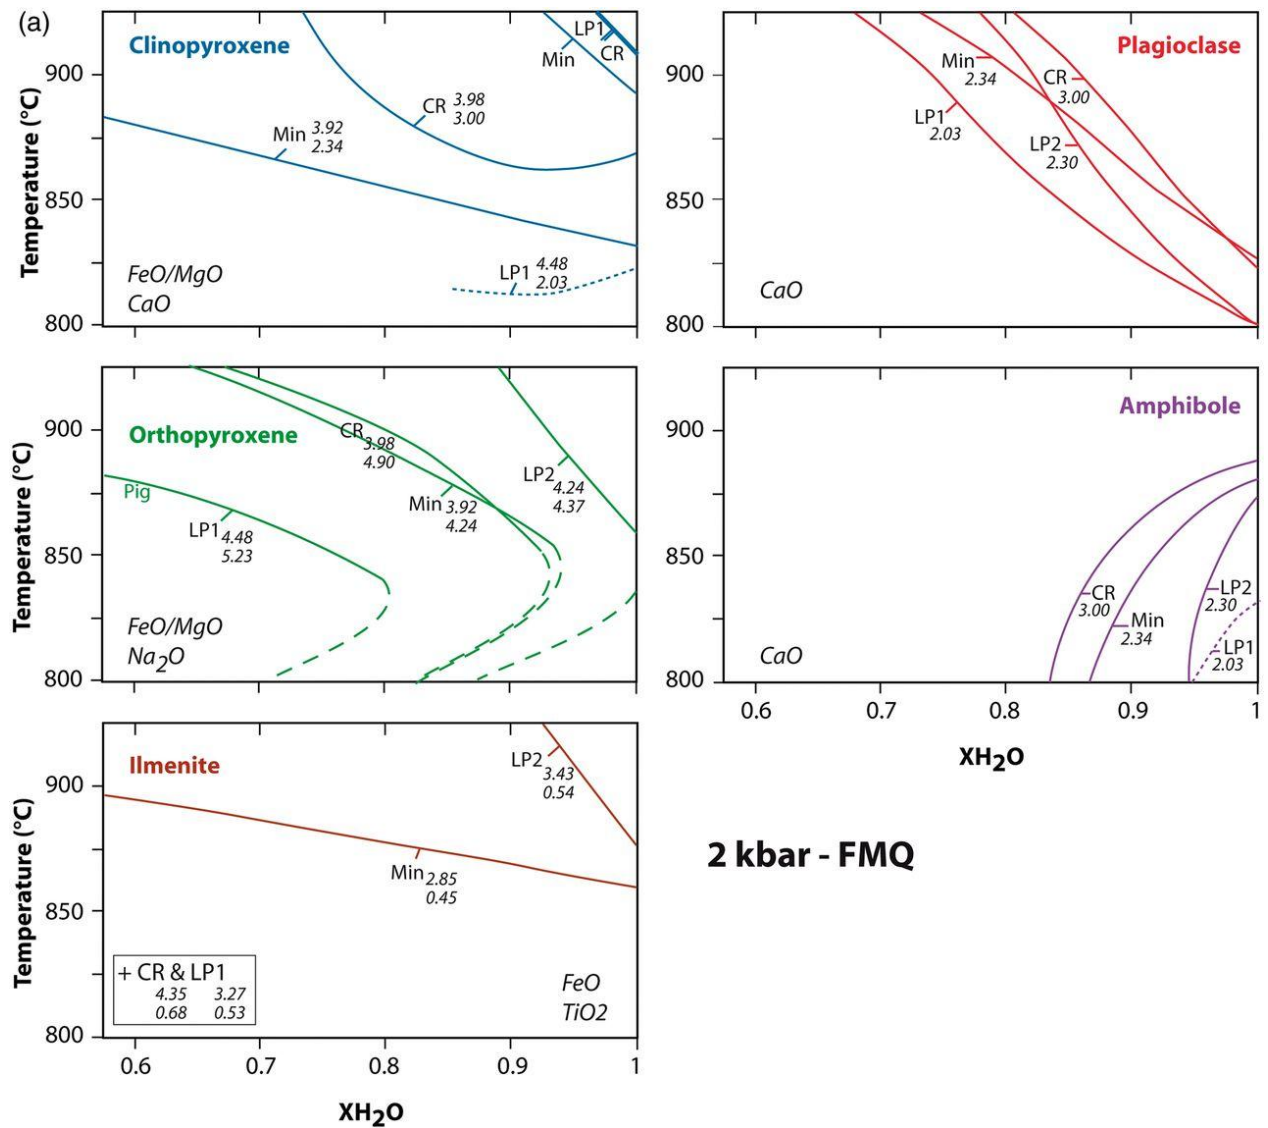 (a)
Clinopyroxene
LP1
CR
Min
CR 3.98
3.00
Min 3.92
2.34
LP1 4.48
2.03
FeO/MgO
CaO
Temperature (°C)
900
850
800
Plagioclase
Min
2.34
CR
3.00
LP1
2.03
LP2
2.30
CaO
900
850
800
Orthopyroxene
Pig
CR 3.98
4.90
Min 3.92
4.24
LP2 4.24
4.37
LP1 4.48
5.23
FeO/MgO
Na2O
Temperature (°C)
900
850
800
Amphibole
CR
3.00
Min
2.34
LP2
2.30
LP1
2.03
CaO
900
850
800
0.6 0.7 0.8 0.9 1
XH2O
Ilmenite
LP2 3.43
0.54
Min 2.85
0.45
+ CR & LP1
4.35 3.27
0.68 0.53
FeO
TiO2
Temperature (°C)
900
850
800
0.6 0.7 0.8 0.9 1
XH2O
2 kbar - FMQ